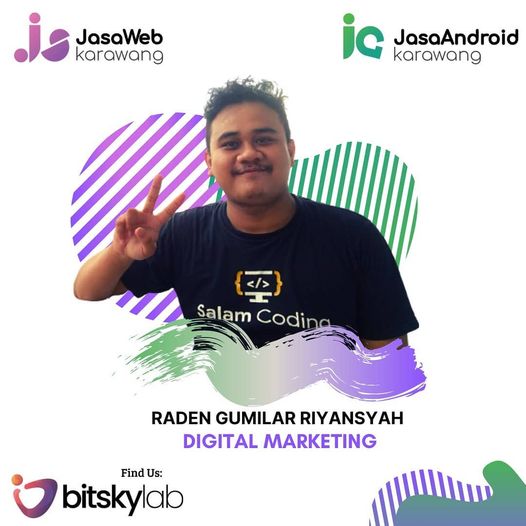 JasaWeb
karawang
JasaAndroid
karawang
</>
Salam Coding
RADEN GUMILAR RIYANSYAH
DIGITAL MARKETING
Find Us:
bitskylab